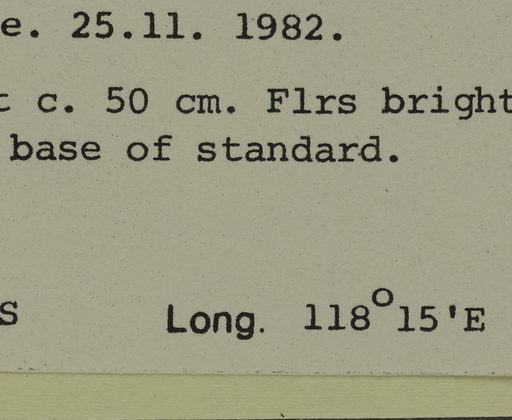 e. 25.11. 1982.
t c. 50 cm. Flrs bright
base of standard.
S Long. 118°15'E